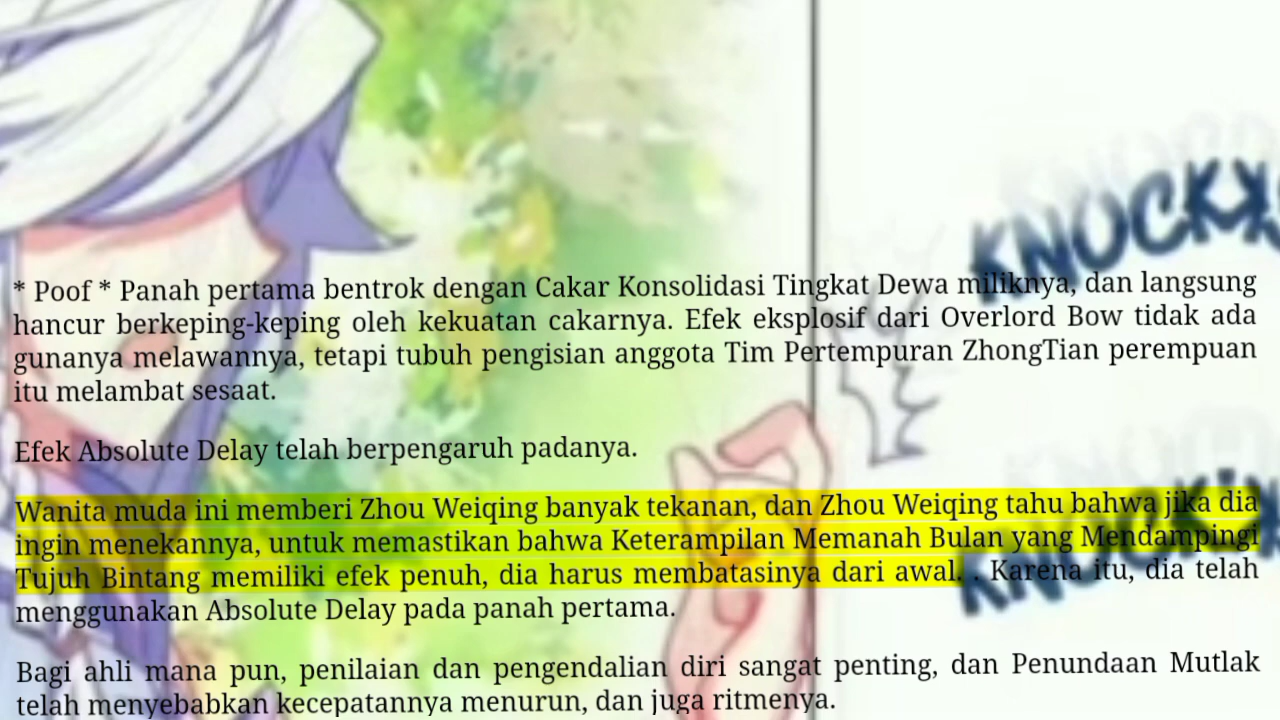 KNOCKK
* Poof * Panah pertama bentrok dengan Cakar Konsolidasi Tingkat Dewa miliknya, dan langsung
hancur berkeping-keping oleh kekuatan cakarnya. Efek eksplosif dari Overlord Bow tidak ada
gunanya melawannya, tetapi tubuh pengisian anggota Tim Pertempuran ZhongTian perempuan
itu melambat sesaat.
Efek Absolute Delay telah berpengaruh padanya.
Wanita muda ini memberi Zhou Weiqing banyak tekanan, dan Zhou Weiqing tahu bahwa jika dia
ingin menekannya, untuk memastikan bahwa Keterampilan Memanah Bulan yang Mendampingi
Tujuh Bintang memiliki efek penuh, dia harus membatasinya dari awal. . Karena itu, dia telah
menggunakan Absolute Delay pada panah pertama.
Bagi ahli mana pun, penilaian dan pengendalian diri sangat penting, dan Penundaan Mutlak
telah menyebabkan kecepatannya menurun, dan juga ritmenya.